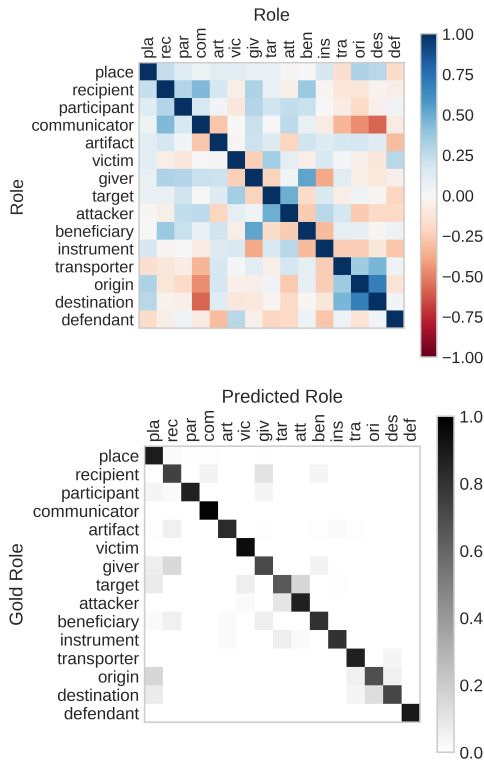 Role
pla rec par com art vic giv tar att ben ins tra ori des def
Role
place
recipient
participant
communicator
artifact
victim
giver
target
attacker
beneficiary
instrument
transporter
origin
destination
defendant
1.00
0.75
0.50
0.25
0.00
−0.25
−0.50
−0.75
−1.00
Predicted Role
pla rec par com art vic giv tar att ben ins tra ori des def
Gold Role
place
recipient
participant
communicator
artifact
victim
giver
target
attacker
beneficiary
instrument
transporter
origin
destination
defendant
1.0
0.8
0.6
0.4
0.2
0.0